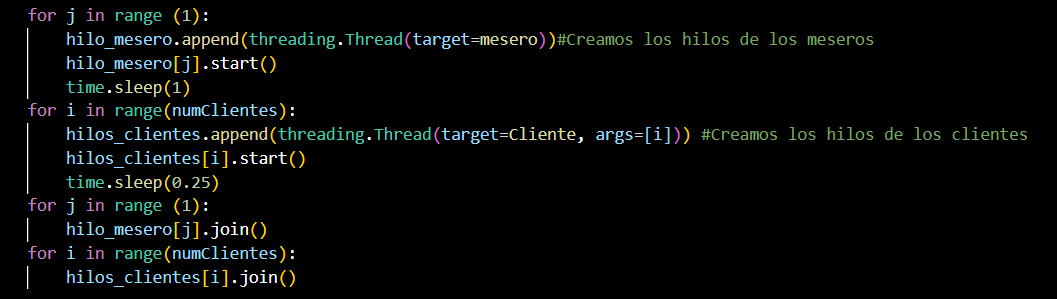 for j in range (1):
    hilo_mesero.append(threading.Thread(target=mesero))#Creamos los hilos de los meseros
    hilo_mesero[j].start()
    time.sleep(1)
for i in range(numClientes):
    hilos_clientes.append(threading.Thread(target=Cliente, args=[i])) #Creamos los hilos de los clientes
    hilos_clientes[i].start()
    time.sleep(0.25)
for j in range (1):
    hilo_mesero[j].join()
for i in range(numClientes):
    hilos_clientes[i].join()